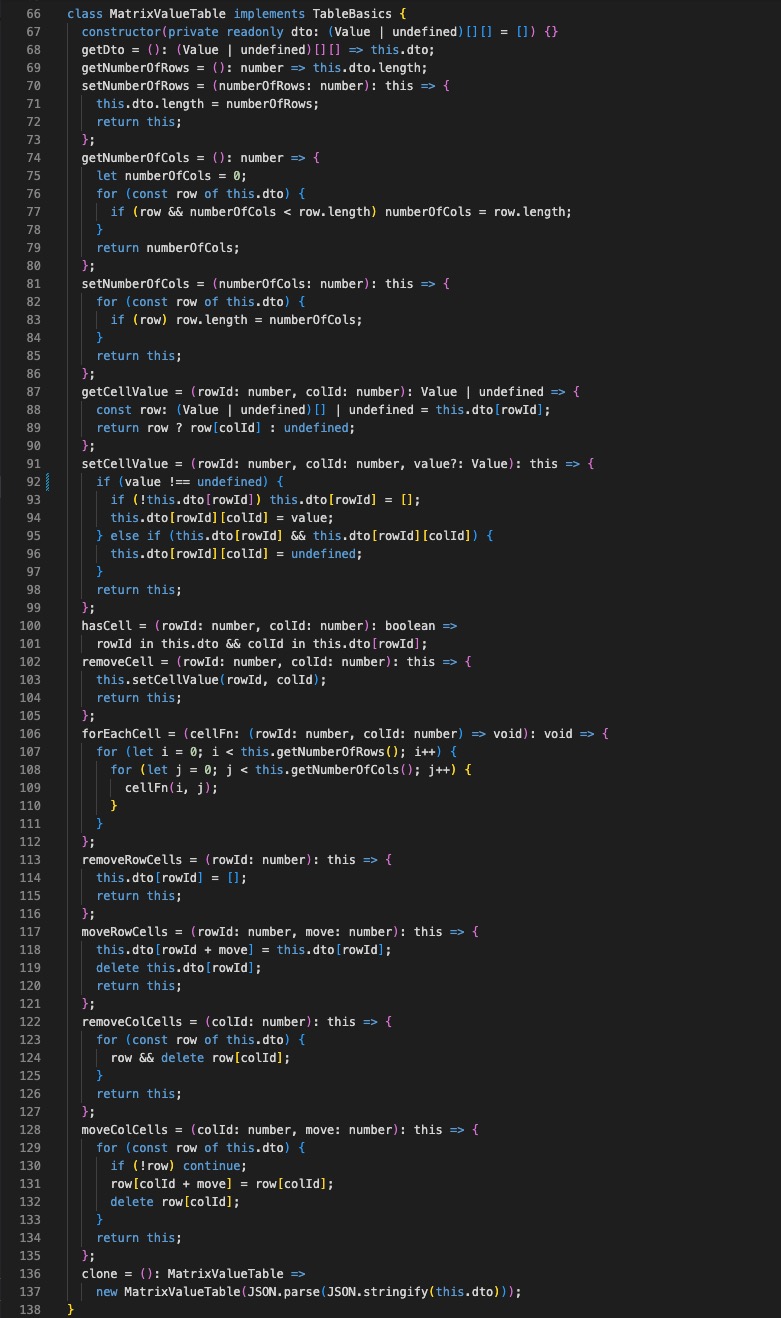 66 class MatrixValueTable implements TableBasics {
67   constructor(private readonly dto: (Value | undefined)[][] = []) {}
68   getDto = (): (Value | undefined)[][] => this.dto;
69   getNumberOfRows = (): number => this.dto.length;
70   setNumberOfRows = (numberOfRows: number): this => {
71     this.dto.length = numberOfRows;
72     return this;
73   };
74   getNumberOfCols = (): number => {
75     let numberOfCols = 0;
76     for (const row of this.dto) {
77       if (row && numberOfCols < row.length) numberOfCols = row.length;
78     }
79     return numberOfCols;
80   };
81   setNumberOfCols = (numberOfCols: number): this => {
82     for (const row of this.dto) {
83       if (row) row.length = numberOfCols;
84     }
85     return this;
86   };
87   getCellValue = (rowId: number, colId: number): Value | undefined => {
88     const row: (Value | undefined)[] | undefined = this.dto[rowId];
89     return row ? row[colId] : undefined;
90   };
91   setCellValue = (rowId: number, colId: number, value?: Value): this => {
92     if (value !== undefined) {
93       if (!this.dto[rowId]) this.dto[rowId] = [];
94       this.dto[rowId][colId] = value;
95     } else if (this.dto[rowId] && this.dto[rowId][colId]) {
96       this.dto[rowId][colId] = undefined;
97     }
98     return this;
99   };
100   hasCell = (rowId: number, colId: number): boolean =>
101     rowId in this.dto && colId in this.dto[rowId];
102   removeCell = (rowId: number, colId: number): this => {
103     this.setCellValue(rowId, colId);
104     return this;
105   };
106   forEachCell = (cellFn: (rowId: number, colId: number) => void): void => {
107     for (let i = 0; i < this.getNumberOfRows(); i++) {
108       for (let j = 0; j < this.getNumberOfCols(); j++) {
109         cellFn(i, j);
110       }
111     }
112   };
113   removeRowCells = (rowId: number): this => {
114     this.dto[rowId] = [];
115     return this;
116   };
117   moveRowCells = (rowId: number, move: number): this => {
118     this.dto[rowId + move] = this.dto[rowId];
119     delete this.dto[rowId];
120     return this;
121   };
122   removeColCells = (colId: number): this => {
123     for (const row of this.dto) {
124       row && delete row[colId];
125     }
126     return this;
127   };
128   moveColCells = (colId: number, move: number): this => {
129     for (const row of this.dto) {
130       if (!row) continue;
131       row[colId + move] = row[colId];
132       delete row[colId];
133     }
134     return this;
135   };
136   clone = (): MatrixValueTable =>
137     new MatrixValueTable(JSON.parse(JSON.stringify(this.dto)));
138 }